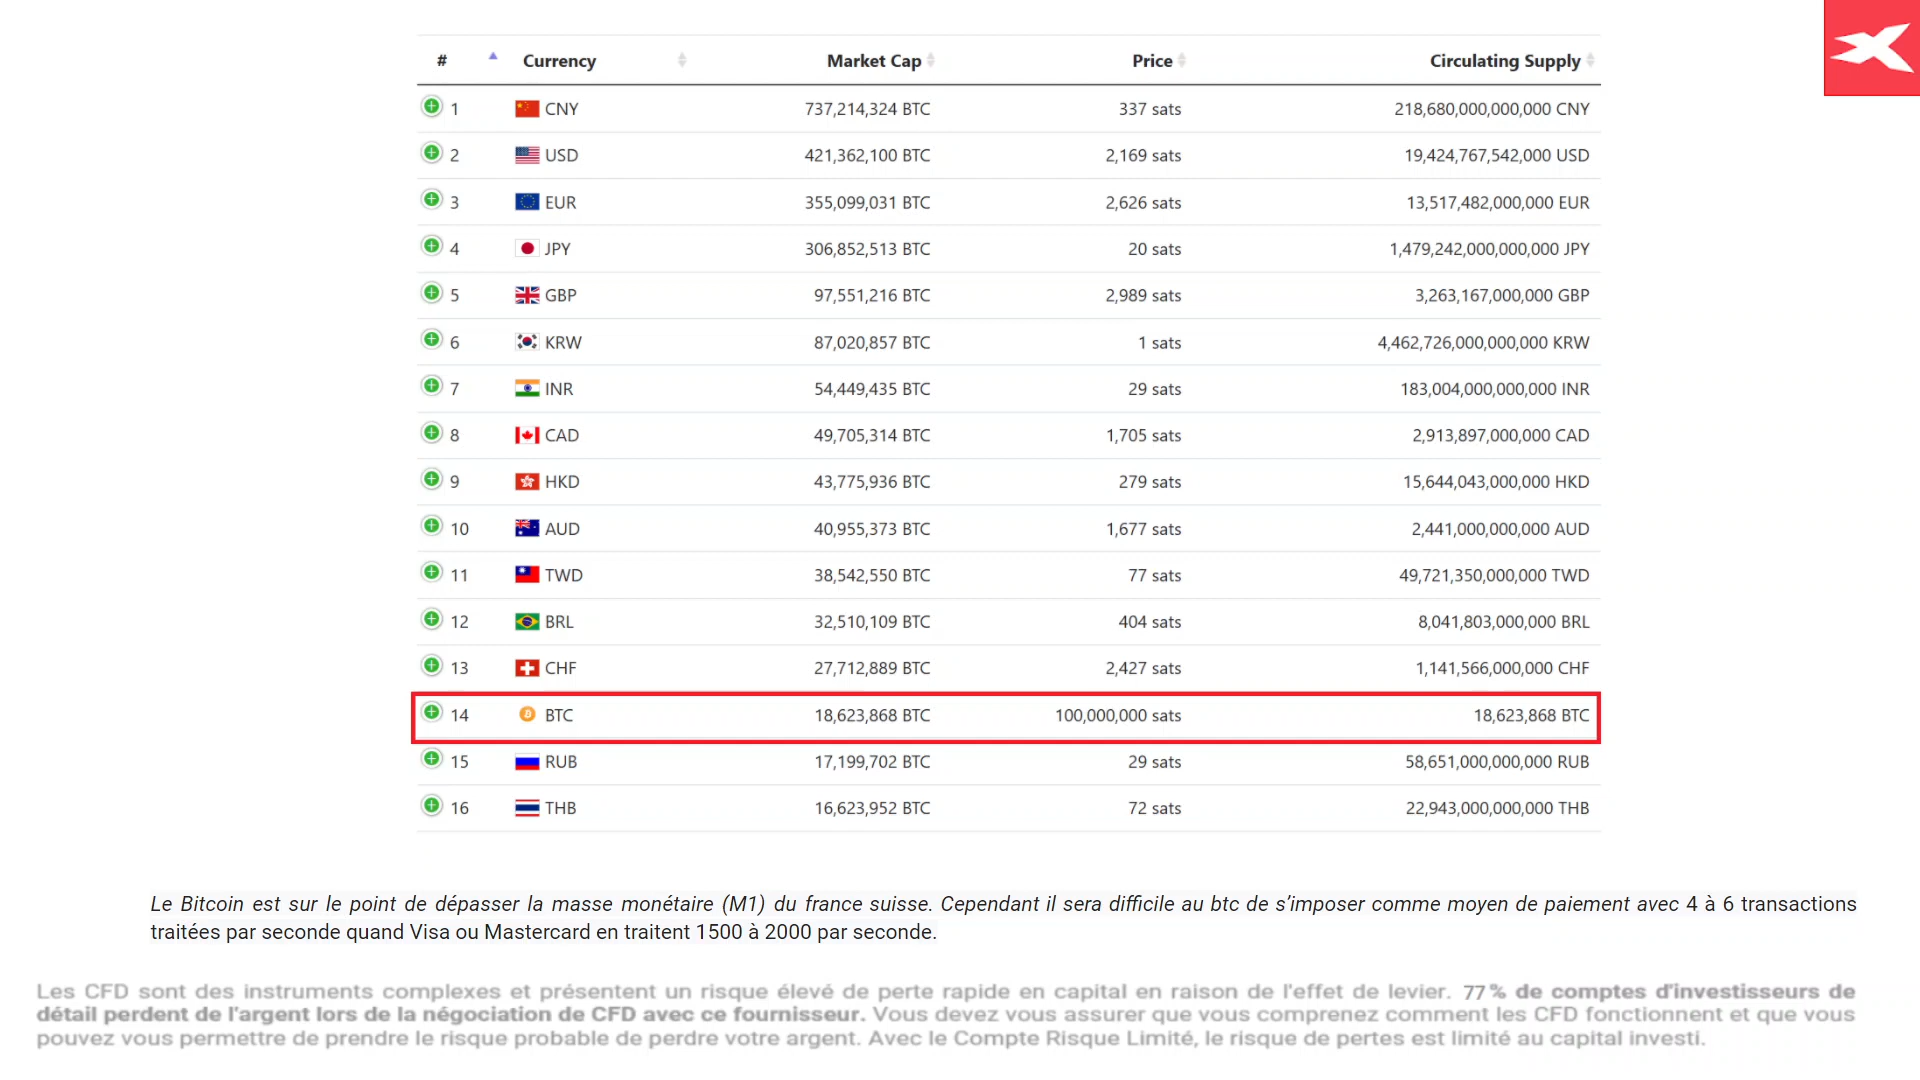 # Currency Market Cap Price Circulating Supply
1 CNY 737,214,324 BTC 337 sats 218,680,000,000,000 CNY
2 USD 421,362,100 BTC 2,169 sats 19,424,767,542,000 USD
3 EUR 355,099,031 BTC 2,626 sats 13,517,482,000,000 EUR
4 JPY 306,852,513 BTC 20 sats 1,479,242,000,000,000 JPY
5 GBP 97,551,216 BTC 2,989 sats 3,263,167,000,000 GBP
6 KRW 87,020,857 BTC 1 sats 4,462,726,000,000,000 KRW
7 INR 54,449,435 BTC 29 sats 183,004,000,000,000 INR
8 CAD 49,705,314 BTC 1,705 sats 2,913,897,000,000 CAD
9 HKD 43,775,936 BTC 279 sats 15,644,043,000,000 HKD
10 AUD 40,955,373 BTC 1,677 sats 2,441,000,000,000 AUD
11 TWD 38,542,550 BTC 77 sats 49,721,350,000,000 TWD
12 BRL 32,510,109 BTC 404 sats 8,041,803,000,000 BRL
13 CHF 27,712,889 BTC 2,427 sats 1,141,566,000,000 CHF
14 BTC 18,623,868 BTC 100,000,000 sats 18,623,868 BTC
15 RUB 17,199,702 BTC 29 sats 58,651,000,000,000 RUB
16 THB 16,623,952 BTC 72 sats 22,943,000,000,000 THB
Le Bitcoin est sur le point de dépasser la masse monétaire (M1) du france suisse. Cependant il sera difficile au btc de s’imposer comme moyen de paiement avec 4 à 6 transactions
traitées par seconde quand Visa ou Mastercard en traitent 1500 à 2000 par seconde.
Les CFD sont des instruments complexes et présentent un risque élevé de perte rapide en capital en raison de l'effet de levier. 77% de comptes d'investisseurs de
détail perdent de l'argent lors de la négociation de CFD avec ce fournisseur. Vous devez vous assurer que vous comprenez comment les CFD fonctionnent et que vous
pouvez vous permettre de prendre le risque probable de perdre votre argent. Avec le Compte Risque Limité, le risque de pertes est limité au capital investi.